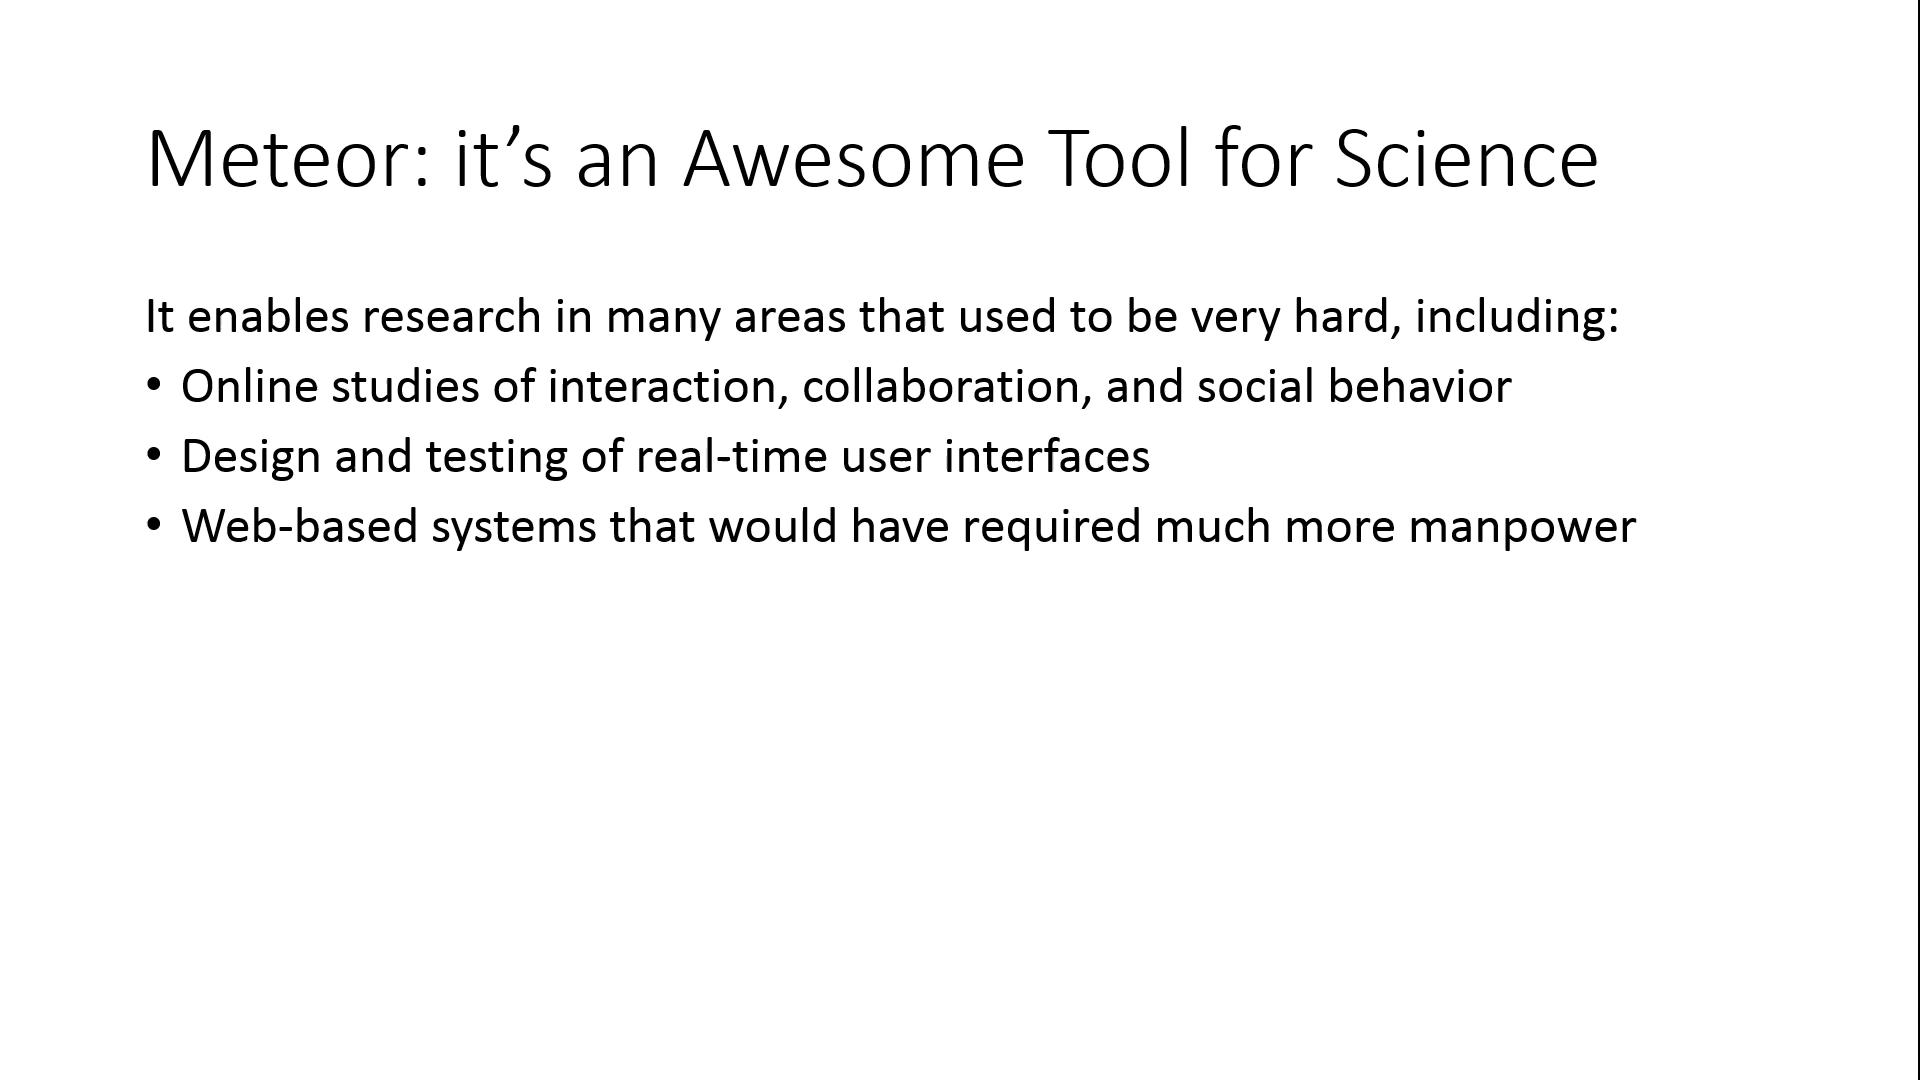 Meteor: it’s an Awesome Tool for Science
It enables research in many areas that used to be very hard, including:
• Online studies of interaction, collaboration, and social behavior
• Design and testing of real-time user interfaces
• Web-based systems that would have required much more manpower